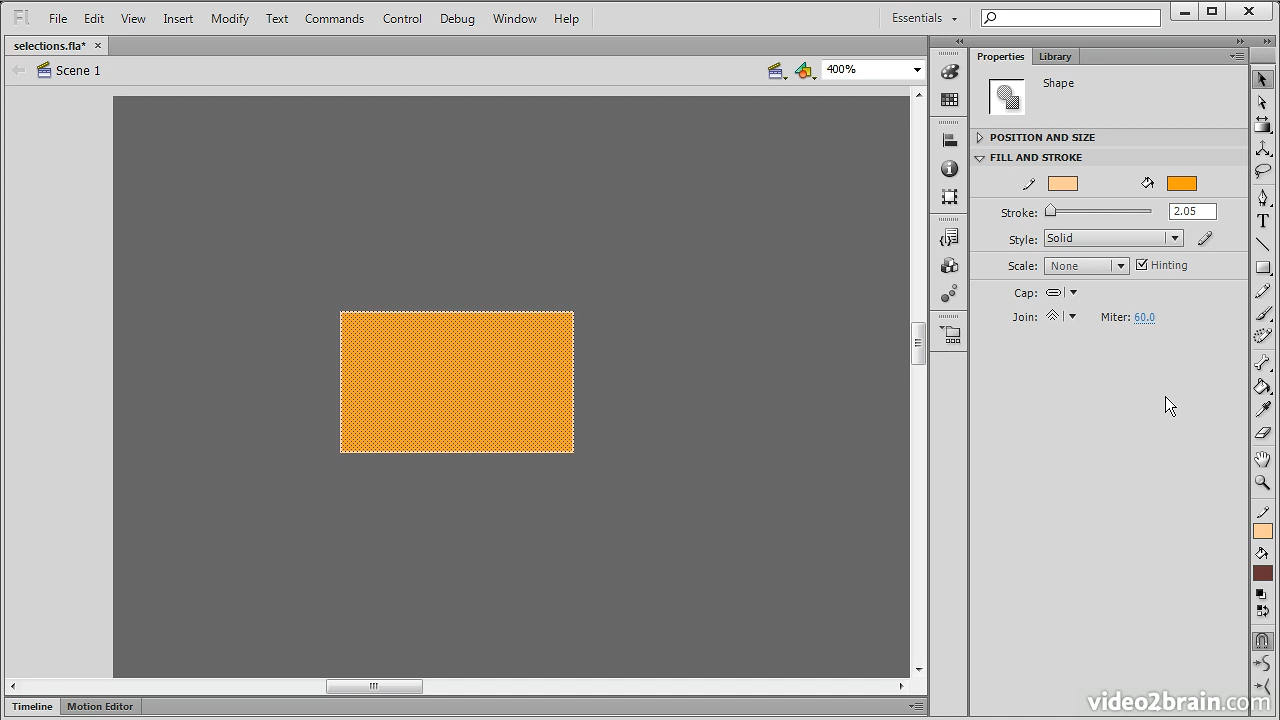 Fl File Edit View Insert Modify Text Commands Control Debug Window Help Essentials
selections.fla* ×
Scene 1 400%
Properties Library
Shape
POSITION AND SIZE
FILL AND STROKE
Stroke: 2.05
Style: Solid
Scale: None Hinting
Cap:
Join: Miter: 60.0
T
Timeline Motion Editor
video2brain.com